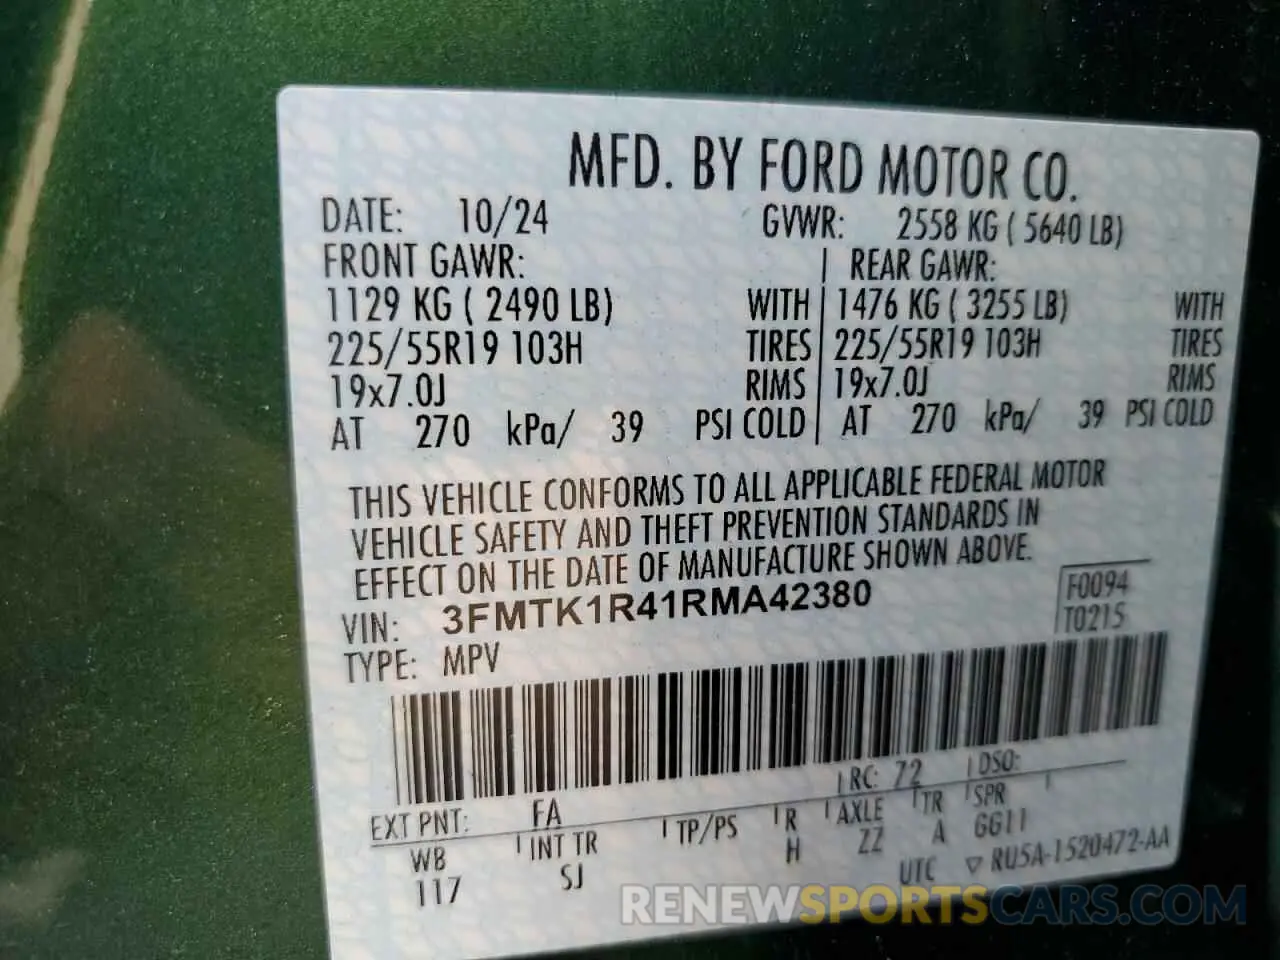 MFD. BY FORD MOTOR CO.
DATE: 10/24 GVWR: 2558 KG ( 5640 LB)
FRONT GAWR: REAR GAWR:
1129 KG ( 2490 LB) WITH 1476 KG ( 3255 LB) WITH
225/55R19 103H TIRES 225/55R19 103H TIRES
19x7.0J RIMS 19x7.0J RIMS
AT 270 kPa/ 39 PSI COLD AT 270 kPa/ 39 PSI COLD
THIS VEHICLE CONFORMS TO ALL APPLICABLE FEDERAL MOTOR
VEHICLE SAFETY AND THEFT PREVENTION STANDARDS IN
EFFECT ON THE DATE OF MANUFACTURE SHOWN ABOVE.
VIN: 3FMTK1R41RMA42380 F0094
TYPE: MPV T0215
EXT PNT: FA RC: 72 DSO:
WB INT TR TP/PS R AXLE TR SPR
117 SJ H ZZ A GG11
UTC ▽ RU5A-1520472-AA
RENEWSPORTSCARS.COM